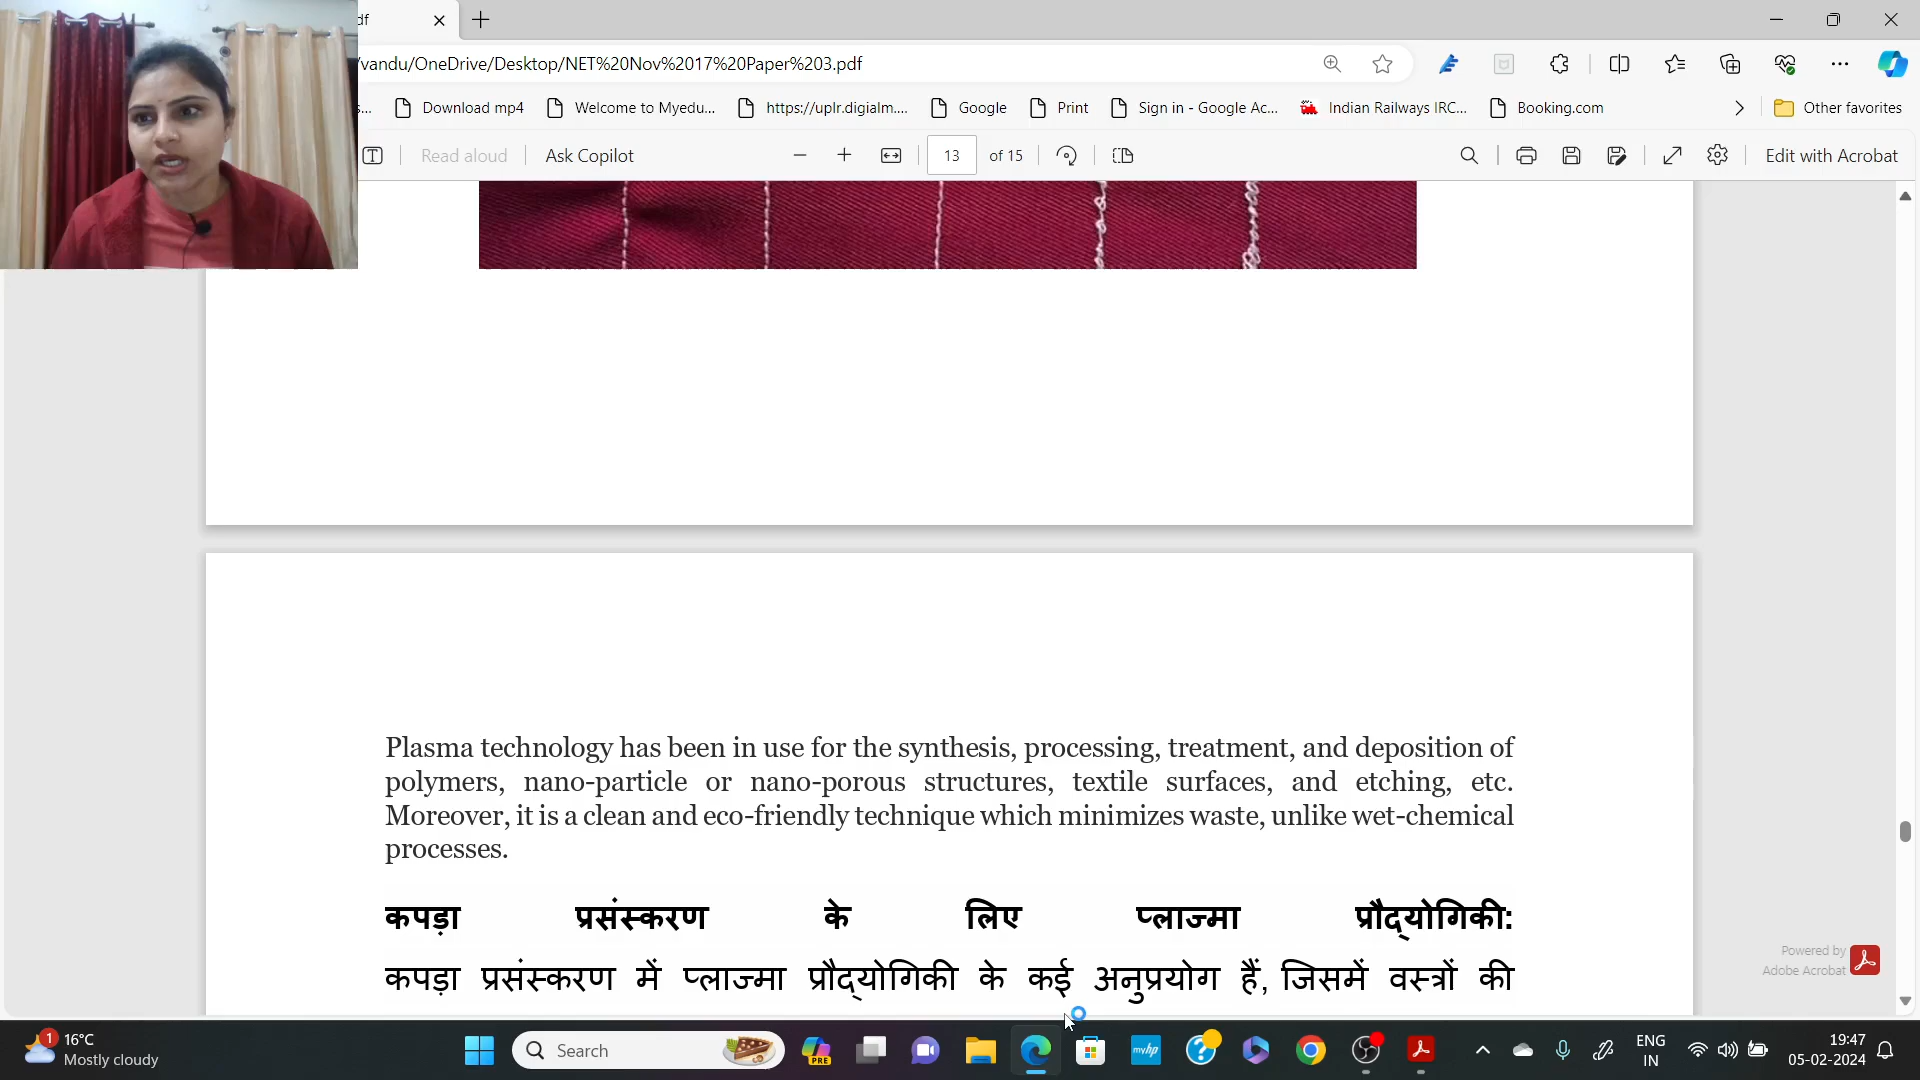 df
/vandu/OneDrive/Desktop/NET%20Nov%2017%20Paper%203.pdf
s...
Download mp4
Welcome to Myedu...
https://uplr.digialm....
Google
Print
Sign in - Google Ac...
Indian Railways IRC...
Booking.com
Other favorites
Read aloud
Ask Copilot
13 of 15
Edit with Acrobat
Plasma technology has been in use for the synthesis, processing, treatment, and deposition of
polymers, nano-particle or nano-porous structures, textile surfaces, and etching, etc.
Moreover, it is a clean and eco-friendly technique which minimizes waste, unlike wet-chemical
processes.
कपड़ा प्रसंस्करण के लिए प्लाज्मा प्रौद्योगिकी:
कपड़ा प्रसंस्करण में प्लाज्मा प्रौद्योगिकी के कई अनुप्रयोग हैं, जिसमें वस्त्रों की
Powered by
Adobe Acrobat
1
16°C
Mostly cloudy
Search
PRE
myhp
ENG
IN
19:47
05-02-2024